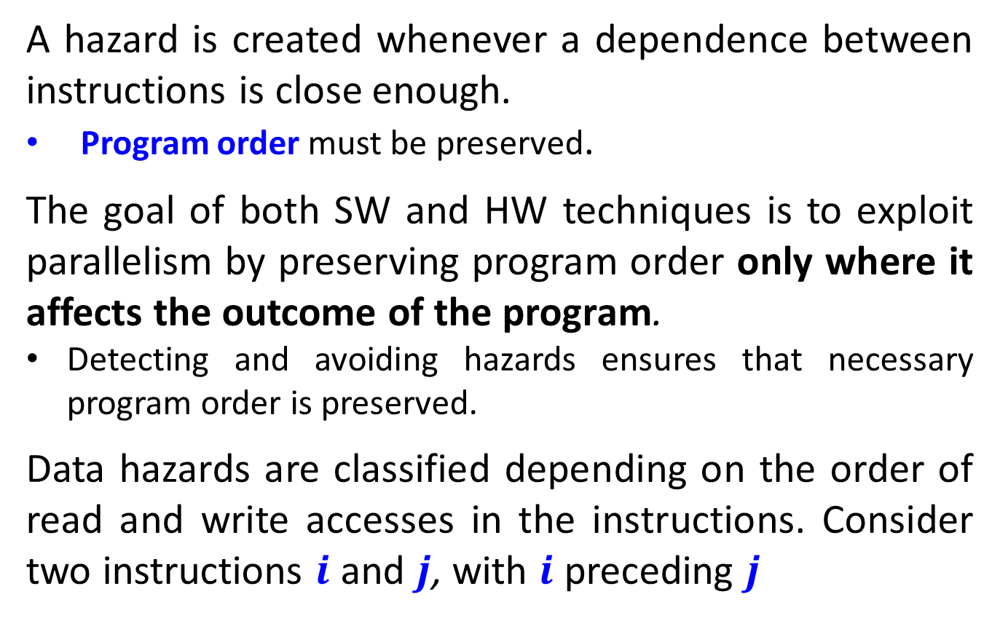 A hazard is created whenever a dependence between
instructions is close enough.
• Program order must be preserved.
The goal of both SW and HW techniques is to exploit
parallelism by preserving program order only where it
affects the outcome of the program.
• Detecting and avoiding hazards ensures that necessary
program order is preserved.
Data hazards are classified depending on the order of
read and write accesses in the instructions. Consider
two instructions i and j, with i preceding j